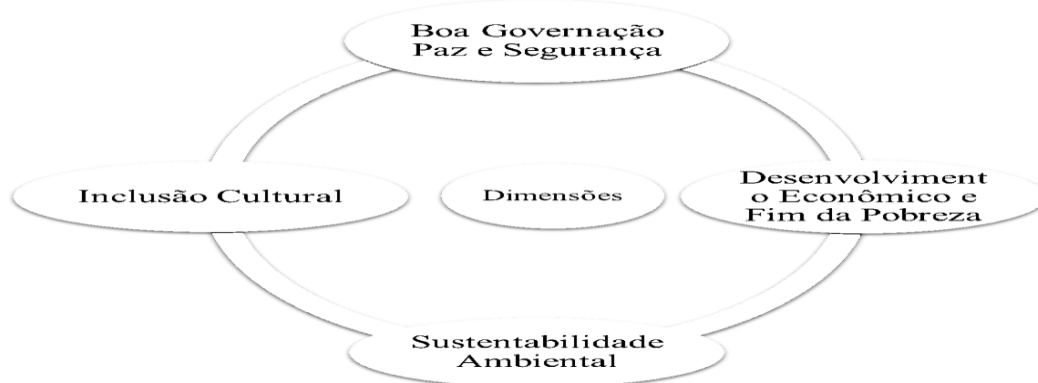 Boa Governação
Paz e Segurança
Inclusão Cultural
Dimensões
Desenvolviment
o Econômico e
Fim da Pobreza
Sustentabilidade
Ambiental